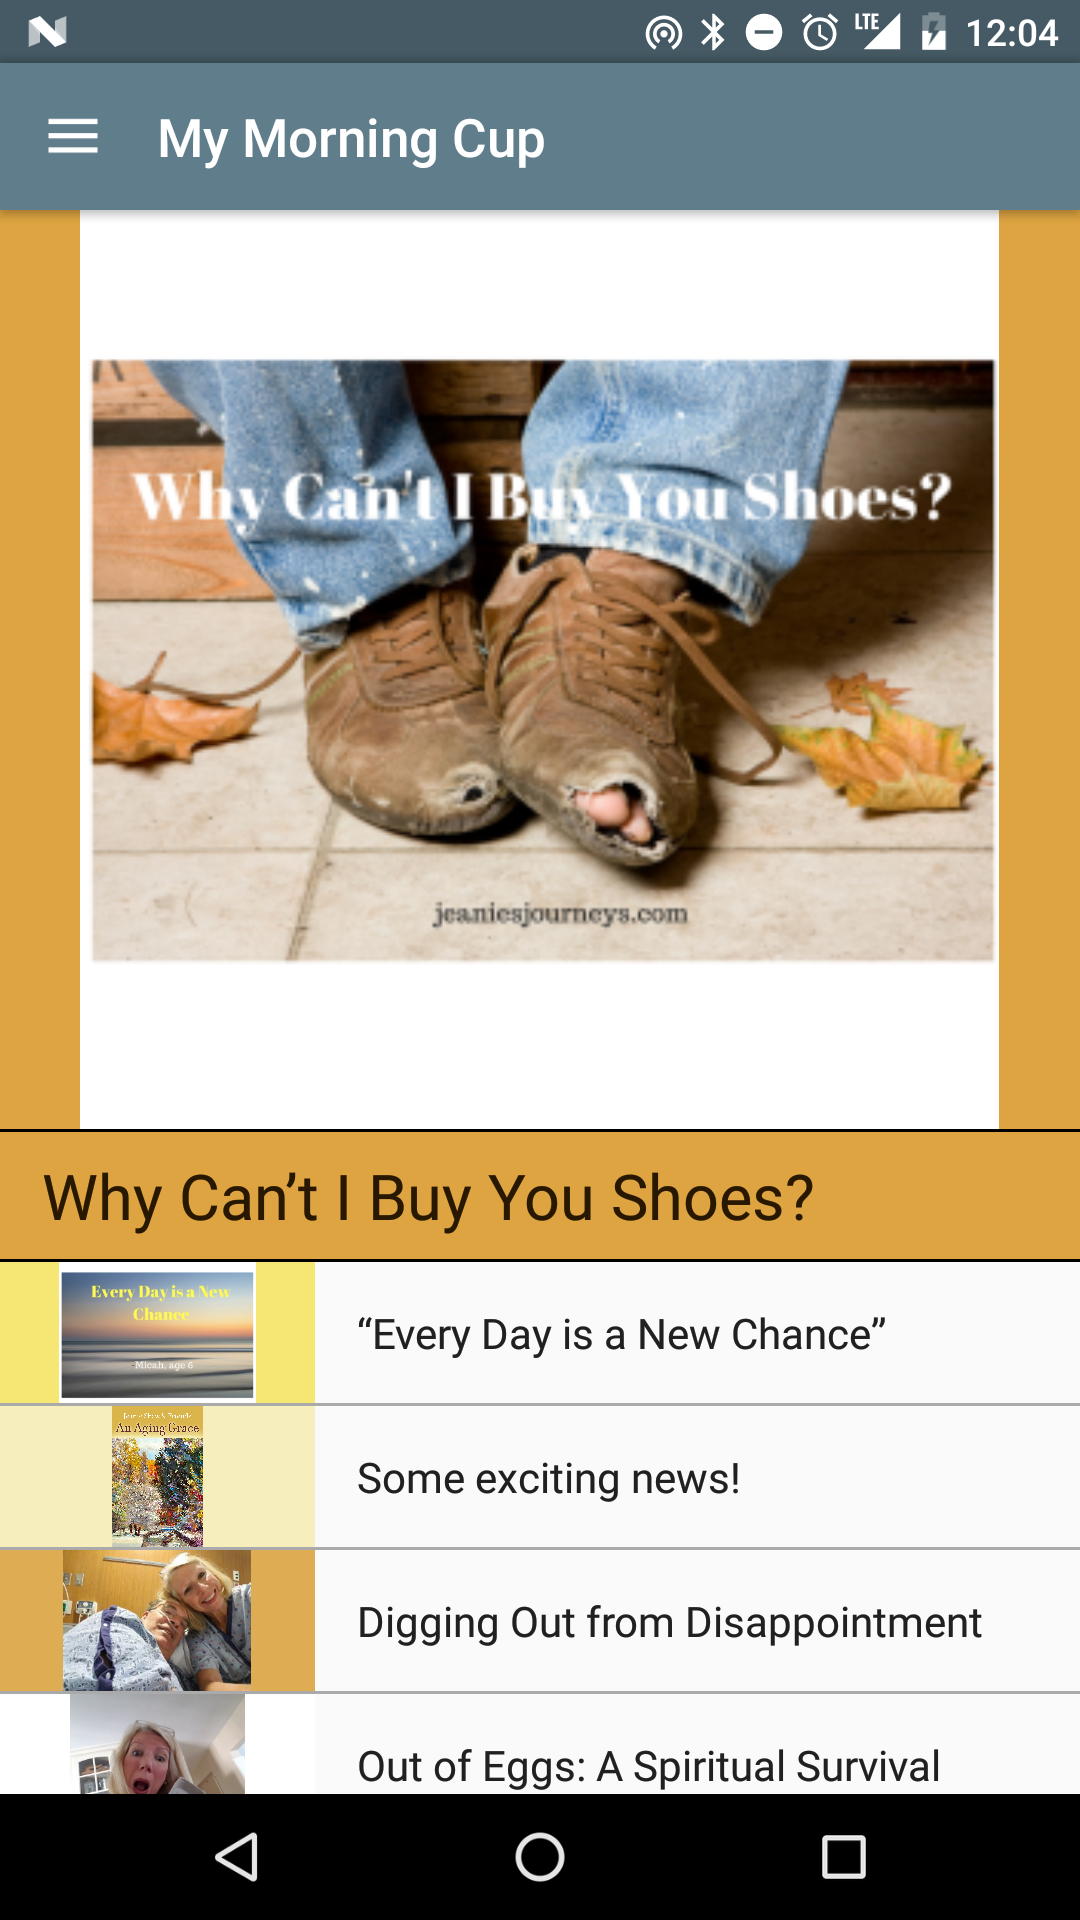 LTE 12:04
My Morning Cup
Why Can't I Buy You Shoes?
jeaniesjourneys.com
Why Can’t I Buy You Shoes?
Every Day is a New
Chance
-Micah, age 6
“Every Day is a New Chance”
An Aging Grace
Some exciting news!
Digging Out from Disappointment
Out of Eggs: A Spiritual Survival